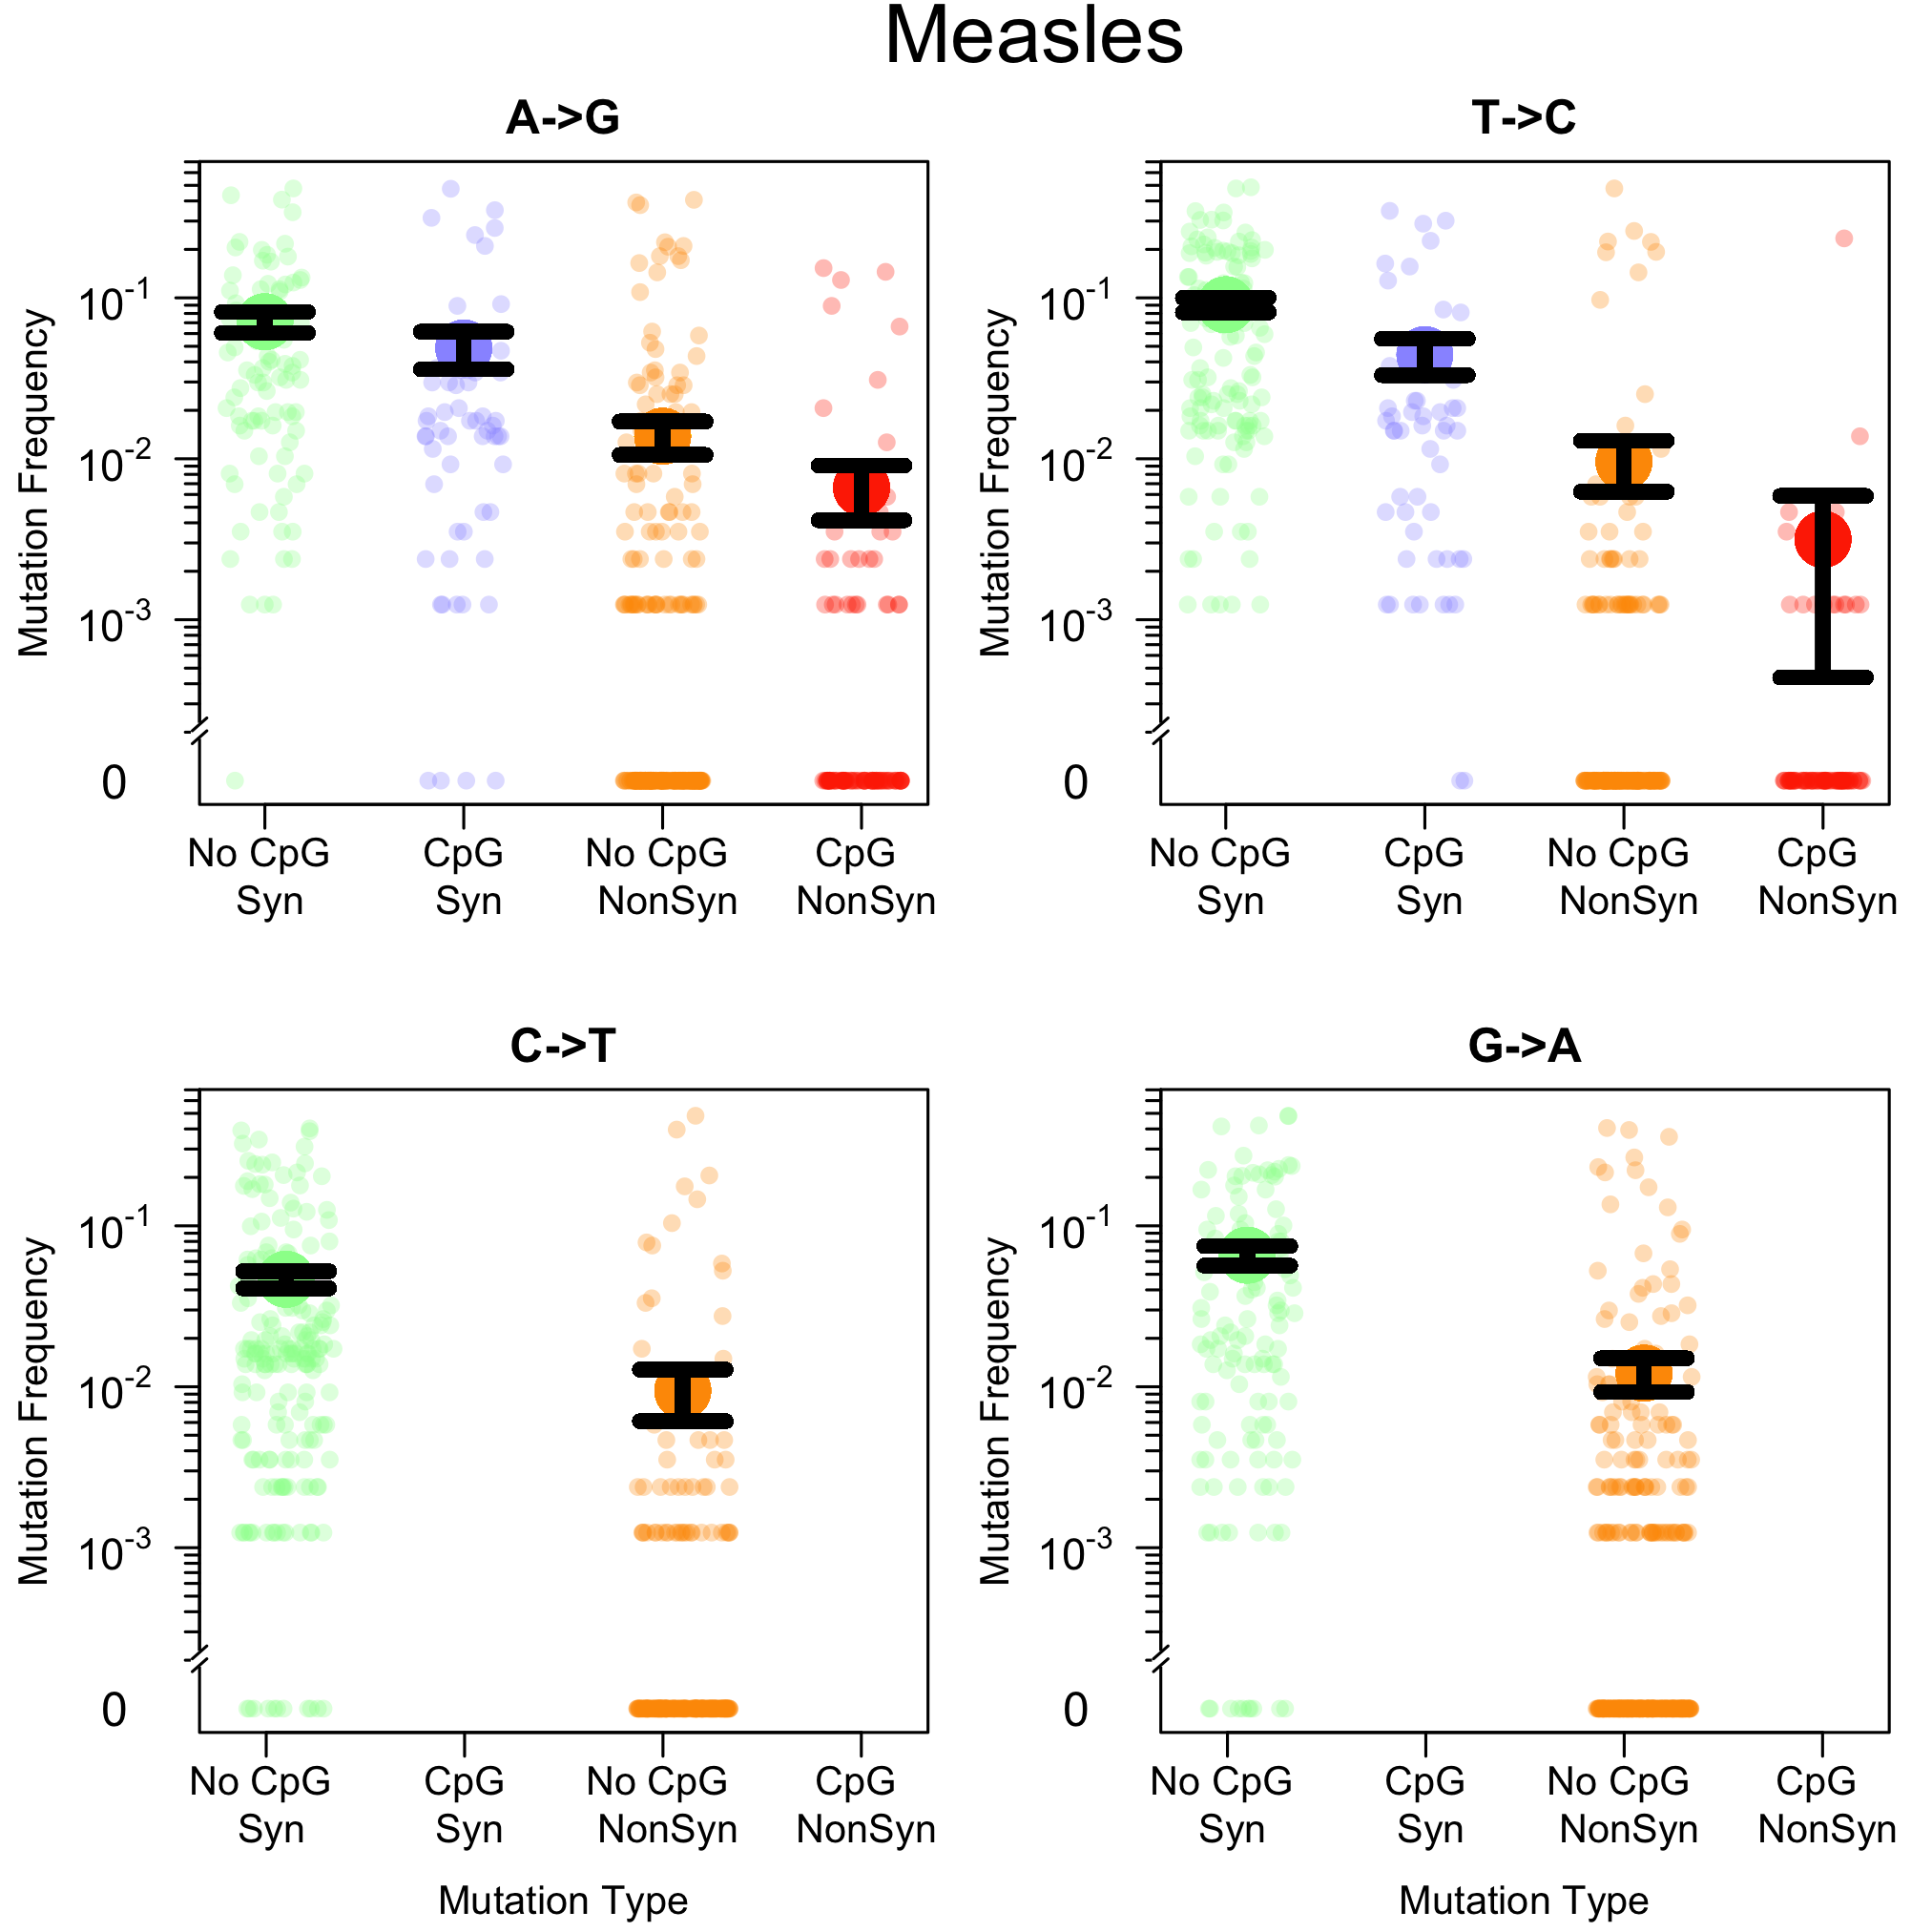 Measles
A->G
T->C
Mutation Frequency
10-1
10-2
10-3
0
No CpG
Syn
CpG
Syn
No CpG
NonSyn
CpG
NonSyn
Mutation Frequency
10-1
10-2
10-3
0
No CpG
Syn
CpG
Syn
No CpG
NonSyn
CpG
NonSyn
C->T
G->A
Mutation Frequency
10-1
10-2
10-3
0
No CpG
Syn
CpG
Syn
No CpG
NonSyn
CpG
NonSyn
Mutation Type
Mutation Frequency
10-1
10-2
10-3
0
No CpG
Syn
CpG
Syn
No CpG
NonSyn
CpG
NonSyn
Mutation Type